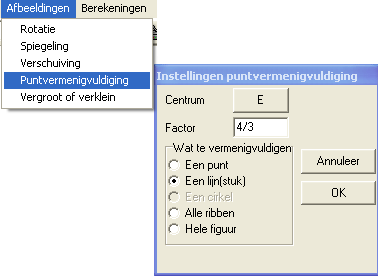 Afbeeldingen Berekeningen
Rotatie
Spiegeling
Verschuiving
Puntvermenigvuldiging
Vergroot of verklein
Instellingen puntvermenigvuldiging
Centrum E
Factor 4/3
Wat te vermenigvuldigen
Een punt
Een lijn(stuk)
Een cirkel
Alle ribben
Hele figuur
Annuleer
OK